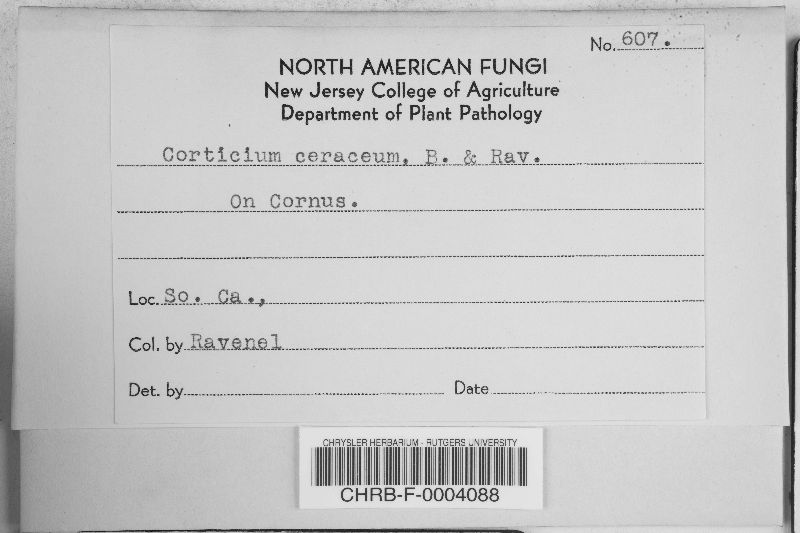 No. 607.
NORTH AMERICAN FUNGI
New Jersey College of Agriculture
Department of Plant Pathology
Corticium ceraceum, B. & Rav.
On Cornus.
Loc. So. Ca.,
Col. by Ravenel
Det. by Date
CHRYSLER HERBARIUM - RUTGERS UNIVERSITY
CHRB-F-0004088